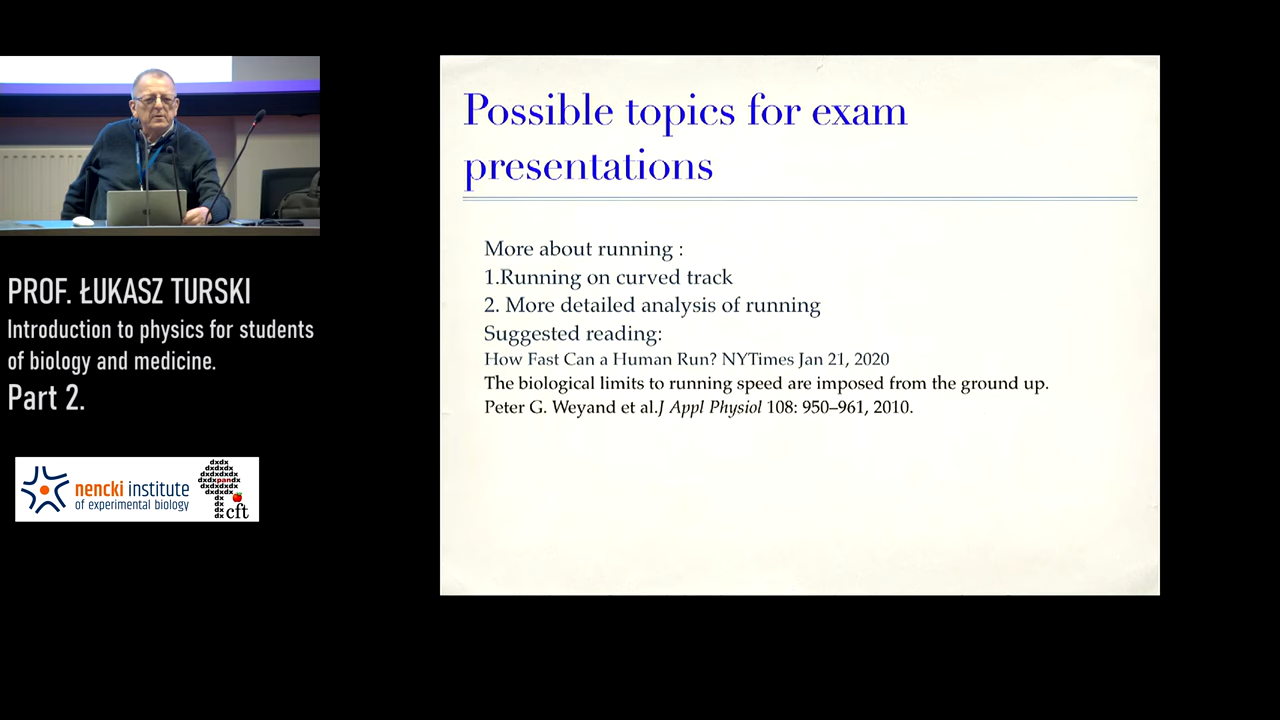 PROF. ŁUKASZ TURSKI
Introduction to physics for students
of biology and medicine.
Part 2.
nencki institute
of experimental biology
dxdx
dxdxdx
dxdxdxdx
dxdxpandx
dxdxdxdx
dxdxdx
dx
dx
dx
dx cft
Possible topics for exam
presentations
More about running :
1.Running on curved track
2. More detailed analysis of running
Suggested reading:
How Fast Can a Human Run? NYTimes Jan 21, 2020
The biological limits to running speed are imposed from the ground up.
Peter G. Weyand et al.J Appl Physiol 108: 950–961, 2010.